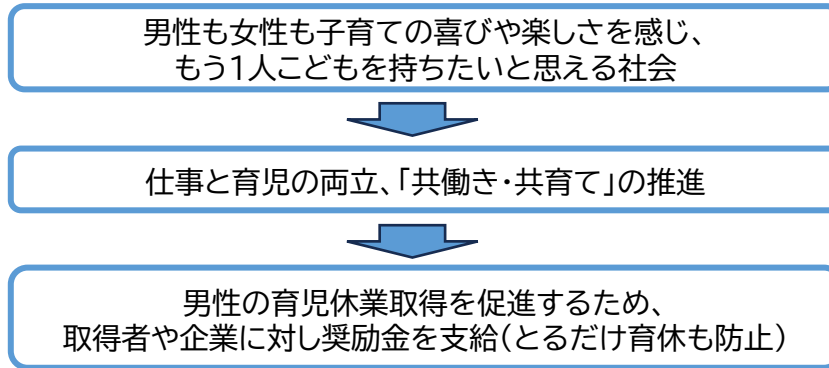 男性も女性も子育ての喜びや楽しさを感じ、
もう1人こどもを持ちたいと思える社会
仕事と育児の両立、「共働き・共育て」の推進
男性の育児休業取得を促進するため、
取得者や企業に対し奨励金を支給(とるだけ育休も防止)